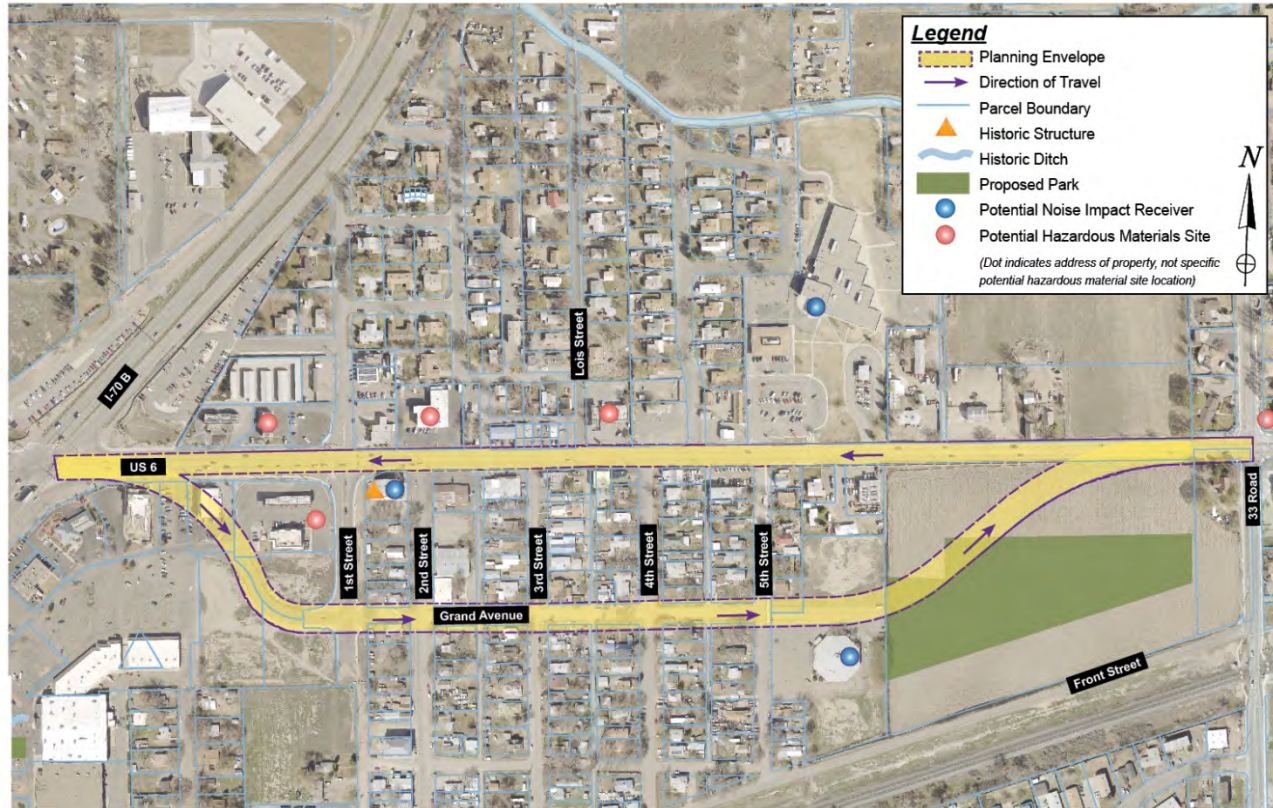 Legend
Planning Envelope
Direction of Travel
Parcel Boundary
Historic Structure
Historic Ditch
Proposed Park
Potential Noise Impact Receiver
Potential Hazardous Materials Site
(Dot indicates address of property, not specific
potential hazardous material site location)
N
I-70 B
Lois Street
US 6
1st Street
2nd Street
3rd Street
4th Street
5th Street
33 Road
Grand Avenue
Front Street